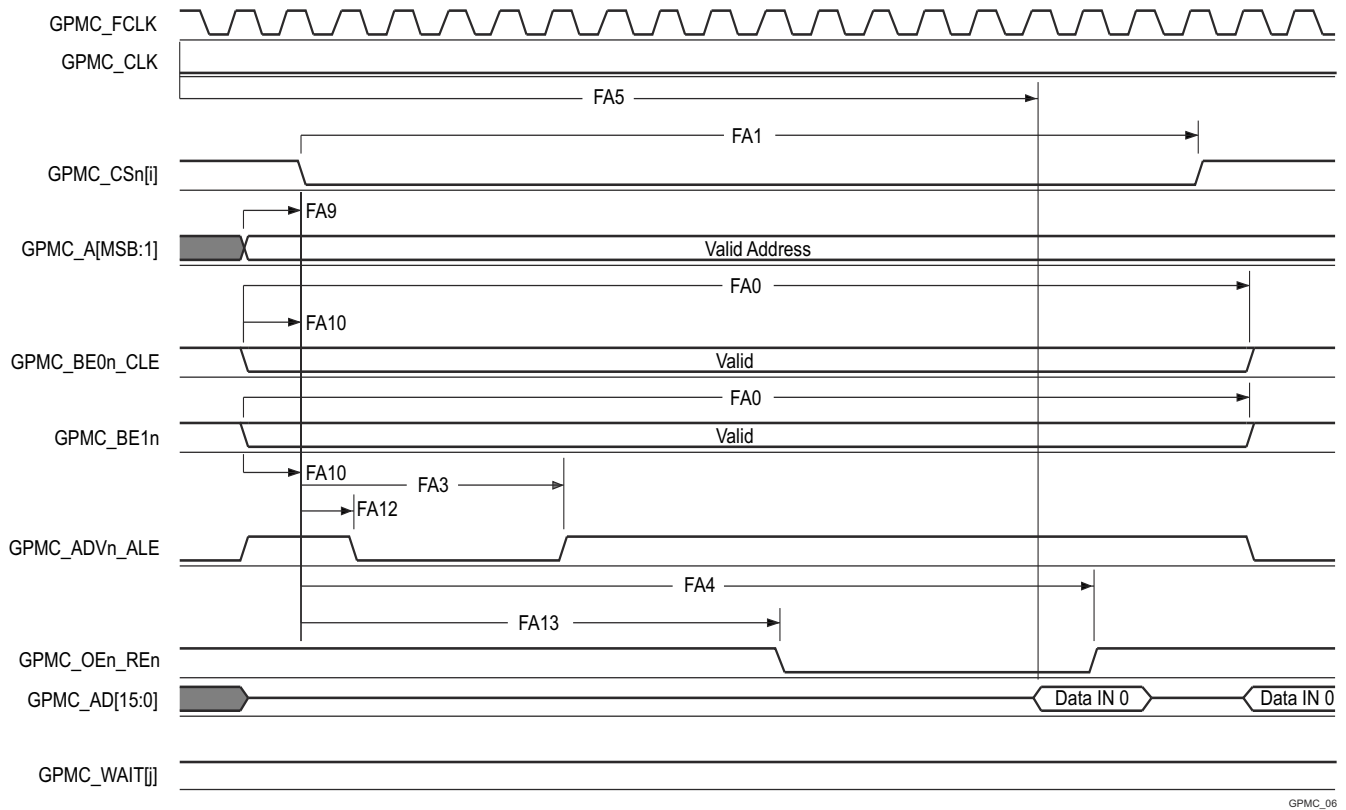 GPMC_FCLK
GPMC_CLK
FA5
FA1
GPMC_CSn[i]
FA9
GPMC_A[MSB:1]
Valid Address
FA0
FA10
GPMC_BE0n_CLE
Valid
FA0
GPMC_BE1n
Valid
FA10
FA3
FA12
GPMC_ADVn_ALE
FA4
FA13
GPMC_OEn_REn
GPMC_AD[15:0]
Data IN 0
Data IN 0
GPMC_WAIT[j]
GPMC_06